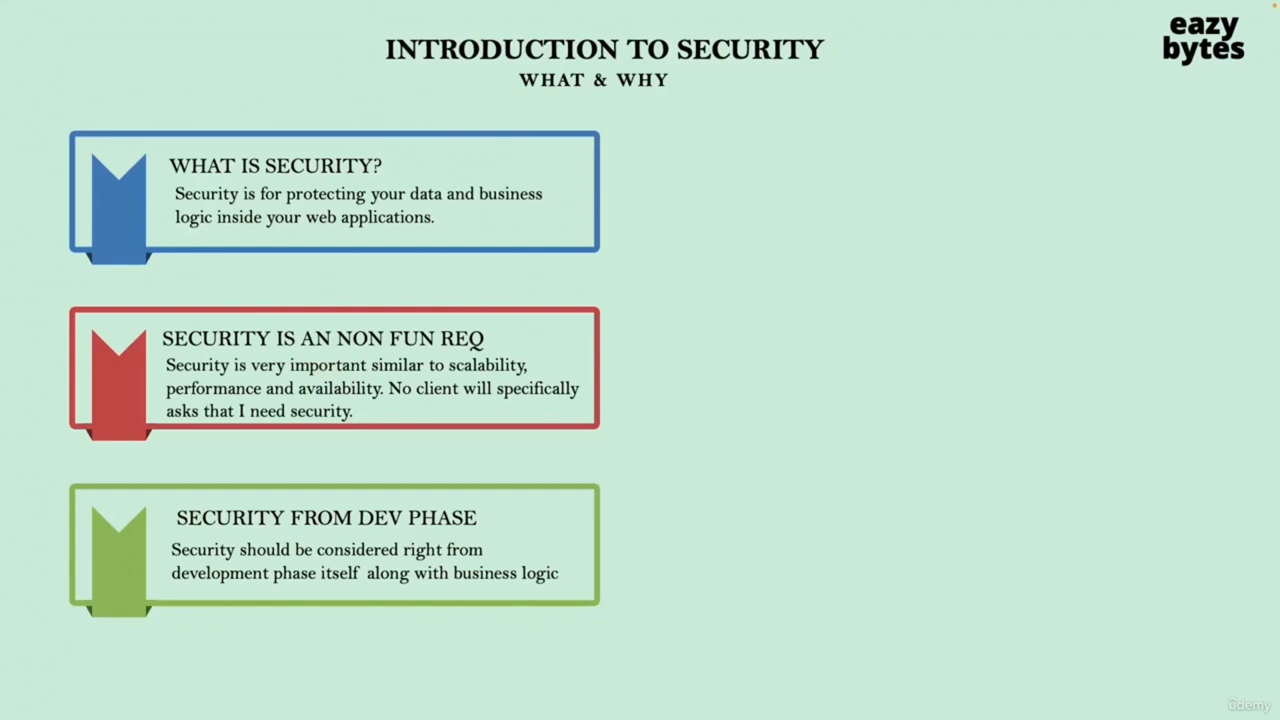 eazy
bytes
INTRODUCTION TO SECURITY
WHAT & WHY
WHAT IS SECURITY?
Security is for protecting your data and business
logic inside your web applications.
SECURITY IS AN NON FUN REQ
Security is very important similar to scalability,
performance and availability. No client will specifically
asks that I need security.
SECURITY FROM DEV PHASE
Security should be considered right from
development phase itself along with business logic
ûdemy